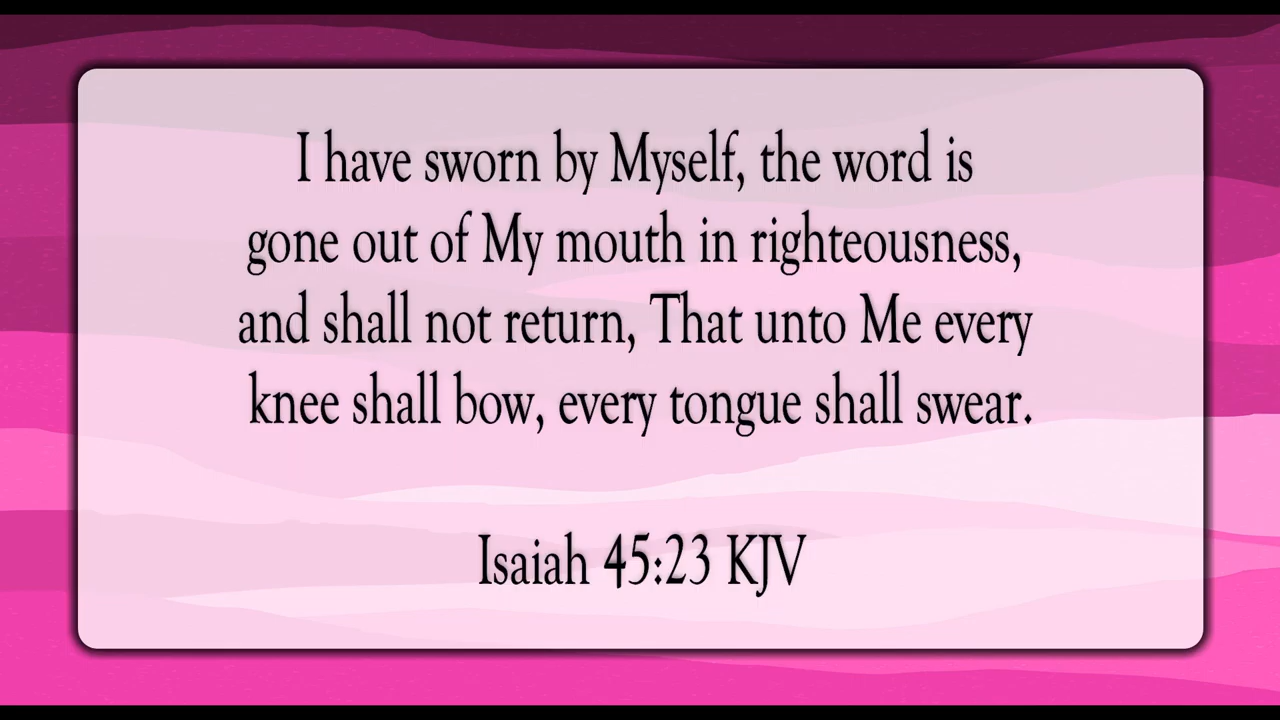 I have sworn by Myself, the word is
gone out of My mouth in righteousness,
and shall not return, That unto Me every
knee shall bow, every tongue shall swear.
Isaiah 45:23 KJV